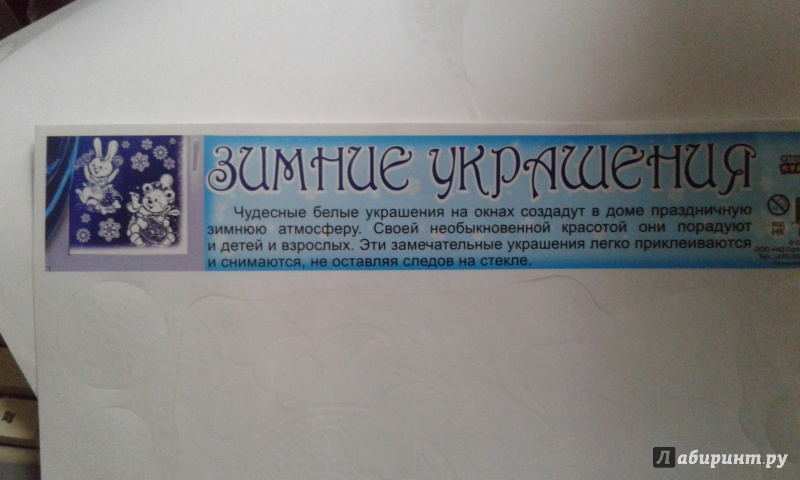 ЗИМНИЕ УКРАШЕНИЯ
Чудесные белые украшения на окнах создадут в доме праздничную
зимнюю атмосферу. Своей необыкновенной красотой они порадуют
и детей и взрослых. Эти замечательные украшения легко приклеиваются
и снимаются, не оставляя следов на стекле.
Лабиринт.ру